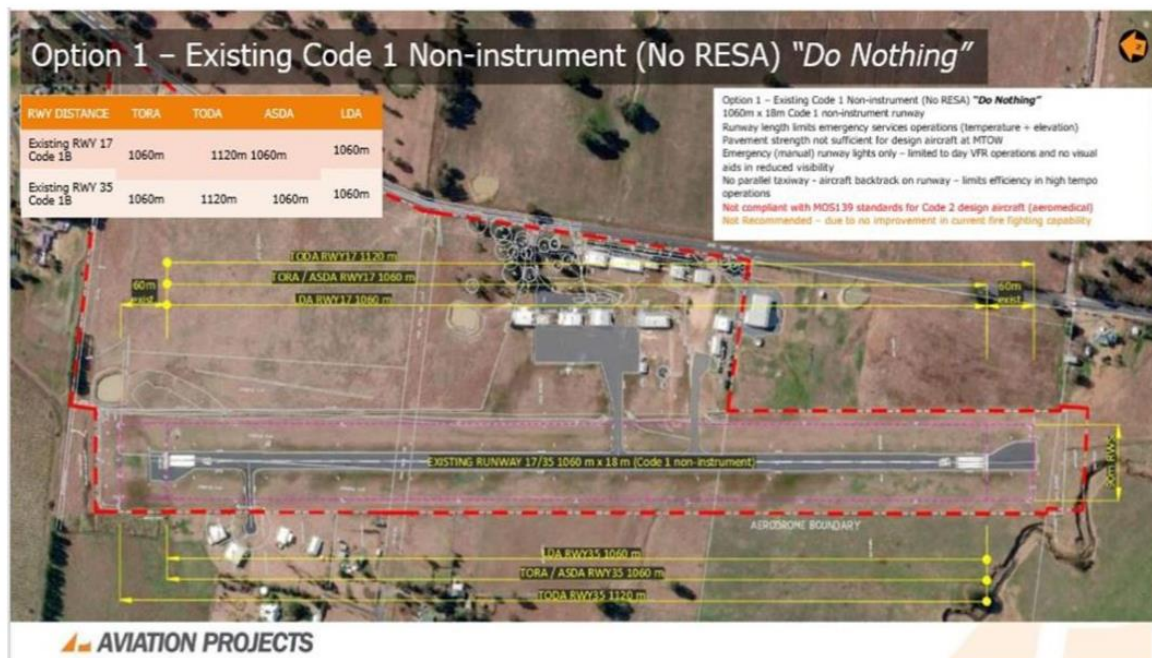 Option 1 – Existing Code 1 Non-instrument (No RESA) "Do Nothing"
RWY DISTANCE TORA TODA ASDA LDA
Existing RWY 17
Code 1B 1060m 1120m 1060m 1060m
Existing RWY 35
Code 1B 1060m 1120m 1060m 1060m
Option 1 – Existing Code 1 Non-instrument (No RESA) "Do Nothing"
1060m x 18m Code 1 non-instrument runway
Runway length limits emergency services operations (temperature + elevation)
Pavement strength not sufficient for design aircraft at MTOW
Emergency (manual) runway lights only – limited to day VFR operations and no visual
aids in reduced visibility
No parallel taxiway - aircraft backtrack on runway – limits efficiency in high tempo
operations
Not compliant with MOS139 standards for Code 2 design aircraft (aeromedical)
Not Recommended – due to no improvement in current fire fighting capability
TODA RWY17 1120 m
TORA / ASDA RWY17 1060 m
LDA RWY17 1060 m
60m
exist.
60m
exist.
EXISTING RUNWAY 17/35 1060 m x 18 m (Code 1 non-instrument)
AERODROME BOUNDARY
LDA RWY35 1060 m
TORA / ASDA RWY35 1060 m
TODA RWY35 1120 m
AVIATION PROJECTS